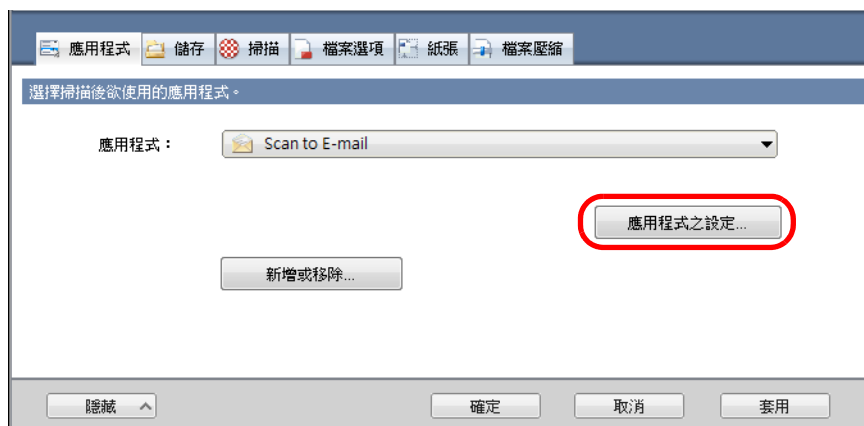 應用程式 儲存 掃描 檔案選項 紙張 檔案壓縮
選擇掃描後欲使用的應用程式。
應用程式： Scan to E-mail
應用程式之設定...
新增或移除...
隱藏 確定 取消 套用